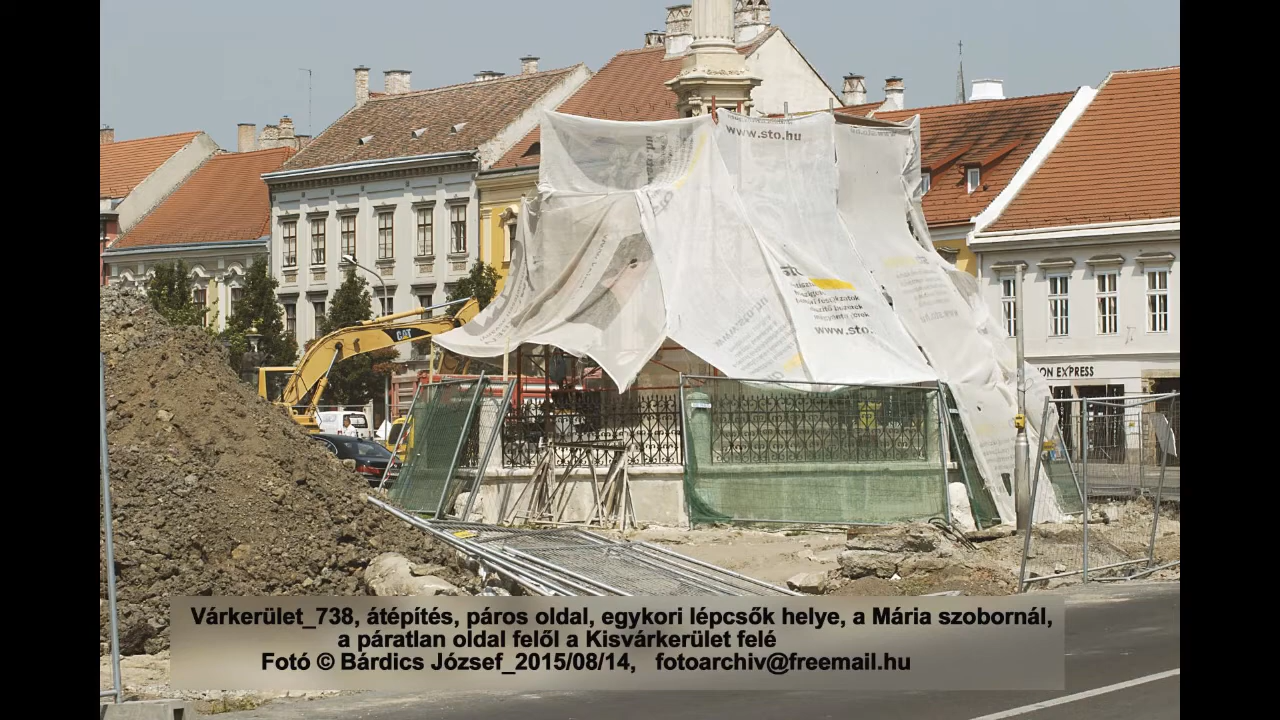 www.sto.hu
CAT
www.sto.
ON EXPRESS
Várkerület_738, átépítés, páros oldal, egykori lépcsők helye, a Mária szobornál,
a páratlan oldal felől a Kisvárkerület felé
Fotó © Bárdics József_2015/08/14, fotoarchiv@freemail.hu